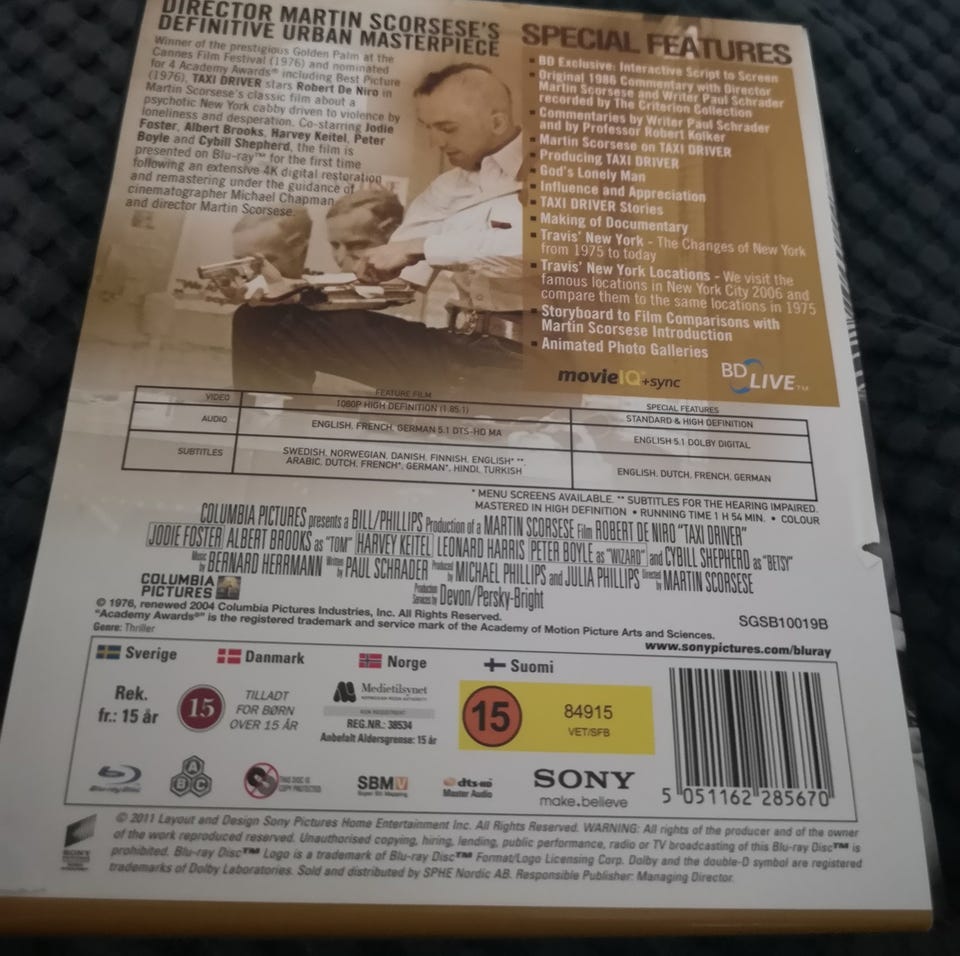 DIRECTOR MARTIN SCORSESE'S
DEFINITIVE URBAN MASTERPIECE
Winner of the prestigious Golden Palm at the
Cannes Film Festival (1976) and nominated
for 4 Academy Awards® including Best Picture
(1976), TAXI DRIVER stars Robert De Niro in
Martin Scorsese's classic film about a
psychotic New York cabby driven to violence by
loneliness and desperation. Co-starring Jodie
Foster, Albert Brooks, Harvey Keitel, Peter
Boyle and Cybill Shepherd, the film is
presented on Blu-ray™ for the first time
following an extensive 4K digital restoration
and remastering under the guidance of
cinematographer Michael Chapman
and director Martin Scorsese.
SPECIAL FEATURES
▪ BD Exclusive: Interactive Script to Screen
▪ Original 1986 Commentary with Director
Martin Scorsese and Writer Paul Schrader
recorded by The Criterion Collection
▪ Commentaries by Writer Paul Schrader
and by Professor Robert Kolker
▪ Martin Scorsese on TAXI DRIVER
▪ Producing TAXI DRIVER
▪ God's Lonely Man
▪ Influence and Appreciation
▪ TAXI DRIVER Stories
▪ Making of Documentary
▪ Travis' New York - The Changes of New York
from 1975 to today
▪ Travis' New York Locations - We visit the
famous locations in New York City 2006 and
compare them to the same locations in 1975
▪ Storyboard to Film Comparisons with
Martin Scorsese Introduction
▪ Animated Photo Galleries
movieIQ+sync
BD LIVE™
FEATURE FILM SPECIAL FEATURES
VIDEO 1080P HIGH DEFINITION (1.85:1) STANDARD & HIGH DEFINITION
AUDIO ENGLISH, FRENCH, GERMAN 5.1 DTS-HD MA ENGLISH 5.1 DOLBY DIGITAL
SUBTITLES SWEDISH, NORWEGIAN, DANISH, FINNISH, ENGLISH* **,
ARABIC, DUTCH, FRENCH*, GERMAN*, HINDI, TURKISH ENGLISH, DUTCH, FRENCH, GERMAN
* MENU SCREENS AVAILABLE. ** SUBTITLES FOR THE HEARING IMPAIRED.
MASTERED IN HIGH DEFINITION • RUNNING TIME 1 H 54 MIN. • COLOUR
COLUMBIA PICTURES presents a BILL/PHILLIPS Production of a MARTIN SCORSESE Film ROBERT DE NIRO "TAXI DRIVER"
JODIE FOSTER ALBERT BROOKS as "TOM" HARVEY KEITEL LEONARD HARRIS PETER BOYLE as "WIZARD" and CYBILL SHEPHERD as "BETSY"
Music by BERNARD HERRMANN Written by PAUL SCHRADER Produced by MICHAEL PHILLIPS and JULIA PHILLIPS Directed by MARTIN SCORSESE
Production Services by Devon/Persky-Bright
COLUMBIA
PICTURES
© 1976, renewed 2004 Columbia Pictures Industries, Inc. All Rights Reserved.
"Academy Awards®" is the registered trademark and service mark of the Academy of Motion Picture Arts and Sciences.
SGSB10019B
Genre: Thriller
www.sonypictures.com/bluray
Sverige
Danmark
Norge
Suomi
Rek.
fr.: 15 år
15
TILLADT
FOR BØRN
OVER 15 ÅR
Medietilsynet
NORWEGIAN MEDIA AUTHORITY
REG.NR.: 38534
Anbefalt Aldersgrense: 15 år
15
84915
VET/SFB
Blu-ray Disc
A
B C
THIS DISC IS
COPY PROTECTED
SBMV
Super Bit Mapping
dts-HD
Master Audio
SONY
make.believe
5 051162 285670
SONY
PICTURES
© 2011 Layout and Design Sony Pictures Home Entertainment Inc. All Rights Reserved. WARNING: All rights of the producer and of the owner
of the work reproduced reserved. Unauthorised copying, hiring, lending, public performance, radio or TV broadcasting of this Blu-ray Disc™ is
prohibited. Blu-ray Disc™ Logo is a trademark of Blu-ray Disc™ Format/Logo Licensing Corp. Dolby and the double-D symbol are registered
trademarks of Dolby Laboratories. Sold and distributed by SPHE Nordic AB. Responsible Publisher: Managing Director.